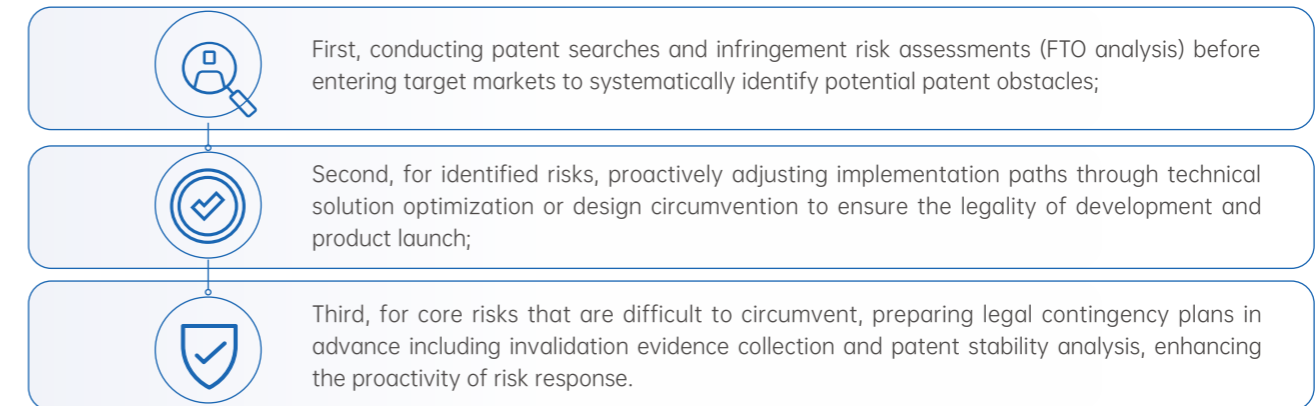 First, conducting patent searches and infringement risk assessments (FTO analysis) before
entering target markets to systematically identify potential patent obstacles;
Second, for identified risks, proactively adjusting implementation paths through technical
solution optimization or design circumvention to ensure the legality of development and
product launch;
Third, for core risks that are difficult to circumvent, preparing legal contingency plans in
advance including invalidation evidence collection and patent stability analysis, enhancing
the proactivity of risk response.